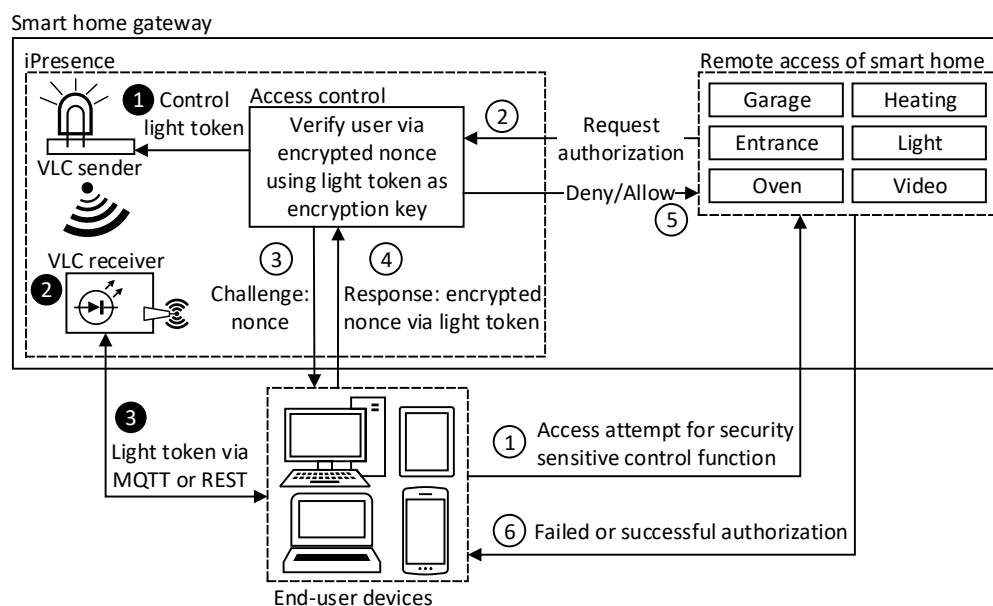 Smart home gateway
iPresence
Remote access of smart home
1 Control
light token
Access control
Verify user via
encrypted nonce
using light token as
encryption key
VLC sender
2
Request
authorization
Deny/Allow
5
Garage
Heating
Entrance
Light
Oven
Video
VLC receiver
2
3
Challenge:
nonce
4
Response: encrypted
nonce via light token
3
Light token via
MQTT or REST
1 Access attempt for security
sensitive control function
6 Failed or successful authorization
End-user devices